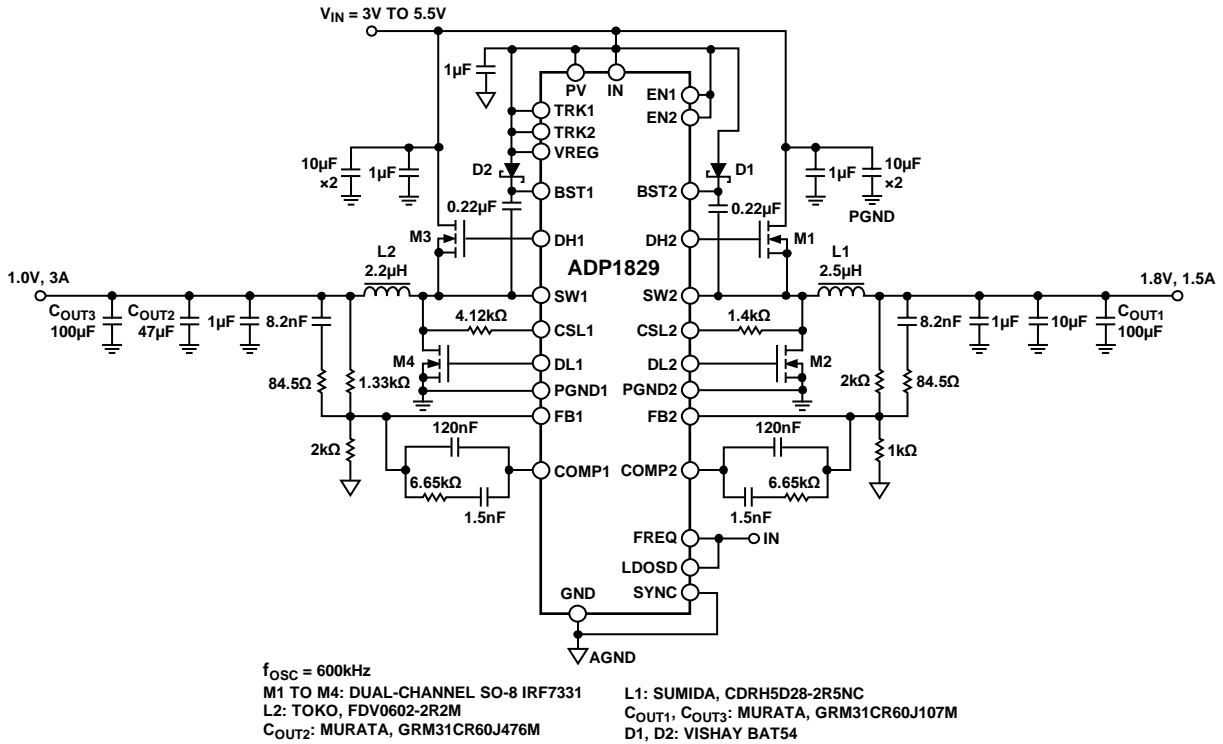 V_IN = 3V TO 5.5V
1µF
PV
IN
EN1
EN2
TRK1
TRK2
VREG
10µF
×2
1µF
D2
D1
1µF
10µF
×2
PGND
BST1
BST2
0.22µF
0.22µF
M3
DH1
DH2
M1
ADP1829
1.0V, 3A
L2
2.2µH
L1
2.5µH
1.8V, 1.5A
SW1
SW2
C_OUT3
100µF
C_OUT2
47µF
1µF
8.2nF
4.12kΩ
CSL1
CSL2
1.4kΩ
8.2nF
1µF
10µF
C_OUT1
100µF
M4
DL1
DL2
M2
84.5Ω
1.33kΩ
PGND1
PGND2
2kΩ
84.5Ω
FB1
FB2
2kΩ
120nF
120nF
1kΩ
COMP1
COMP2
6.65kΩ
6.65kΩ
1.5nF
1.5nF
FREQ
IN
LDOSD
SYNC
GND
AGND
f_OSC = 600kHz
M1 TO M4: DUAL-CHANNEL SO-8 IRF7331
L2: TOKO, FDV0602-2R2M
C_OUT2: MURATA, GRM31CR60J476M
L1: SUMIDA, CDRH5D28-2R5NC
C_OUT1, C_OUT3: MURATA, GRM31CR60J107M
D1, D2: VISHAY BAT54